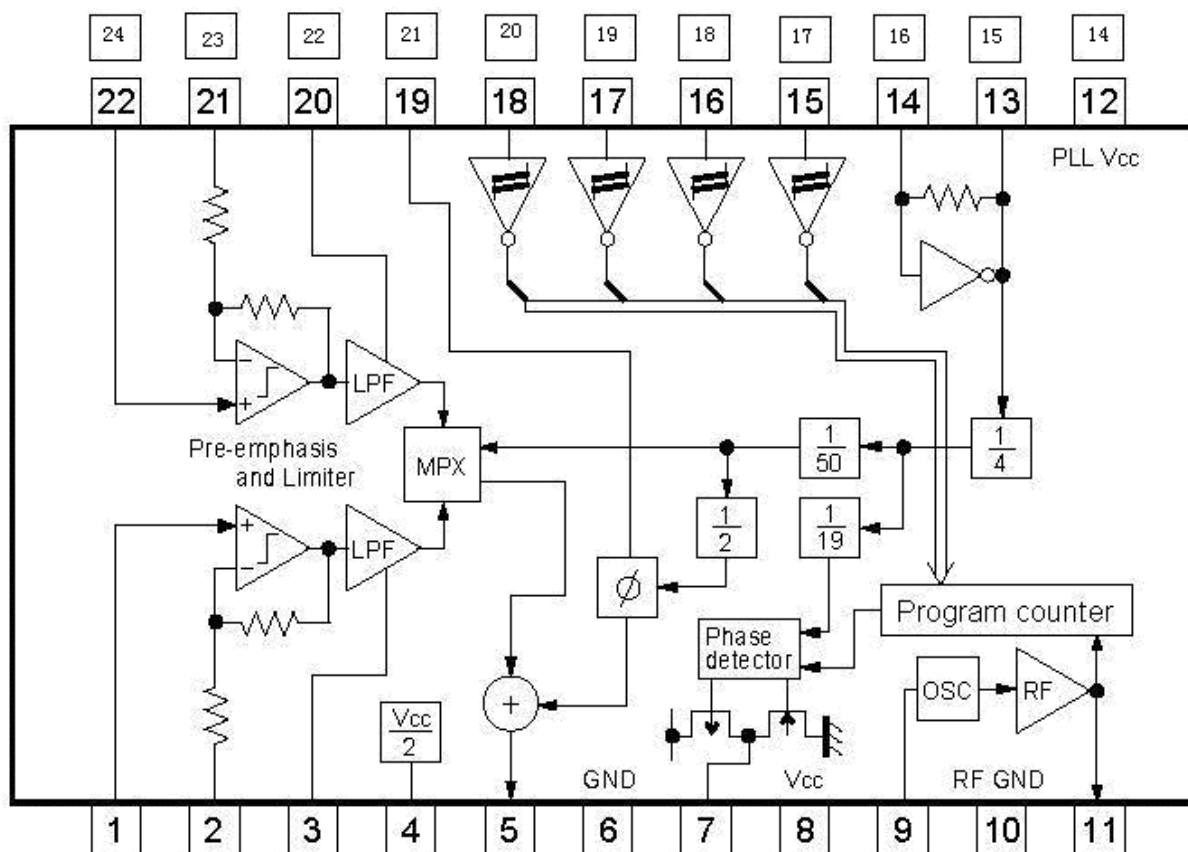 24 23 22 21 20 19 18 17 16 15 14
22 21 20 19 18 17 16 15 14 13 12
PLL Vcc
−
LPF
+
Pre-emphasis
and Limiter
MPX
1
50
1
4
+
LPF
−
1
2
1
19
ϕ
Program counter
Phase
detector
OSC
RF
Vcc
2
+
GND
Vcc
RF GND
1 2 3 4 5 6 7 8 9 10 11